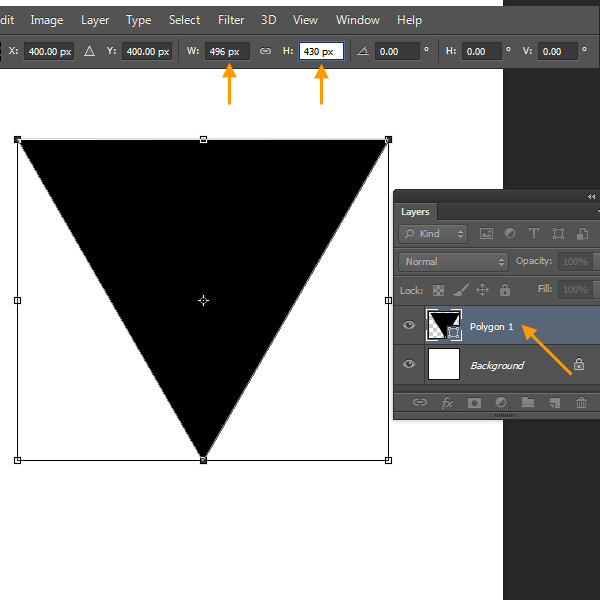 dit Image Layer Type Select Filter 3D View Window Help
X: 400.00 px Y: 400.00 px W: 496 px H: 430 px 0.00 ° H: 0.00 ° V: 0.00 °
Layers
Kind T
Normal Opacity: 100%
Lock: Fill: 100%
Polygon 1
Background
fx